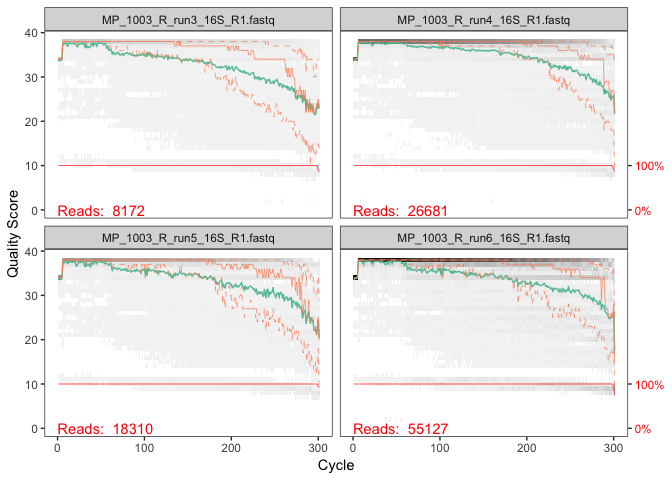 MP_1003_R_run3_16S_R1.fastq
MP_1003_R_run4_16S_R1.fastq
40
30
20
10
0
100%
0%
Reads: 8172
Reads: 26681
Quality Score
MP_1003_R_run5_16S_R1.fastq
MP_1003_R_run6_16S_R1.fastq
40
30
20
10
0
100%
0%
Reads: 18310
Reads: 55127
0
100
200
300
0
100
200
300
Cycle